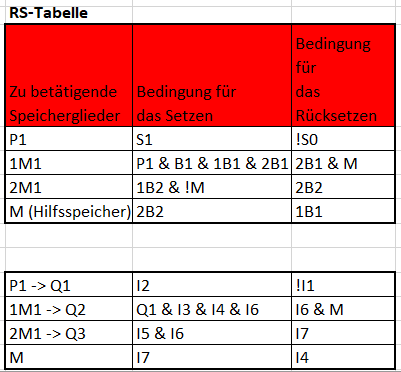 RS-Tabelle
Zu betätigende Speicherglieder
Bedingung für das Setzen
Bedingung für das Rücksetzen
P1 S1 !S0
1M1 P1 & B1 & 1B1 & 2B1 2B1 & M
2M1 1B2 & !M 2B2
M (Hilfsspeicher) 2B2 1B1
P1 -> Q1 I2 !I1
1M1 -> Q2 Q1 & I3 & I4 & I6 I6 & M
2M1 -> Q3 I5 & I6 I7
M I7 I4